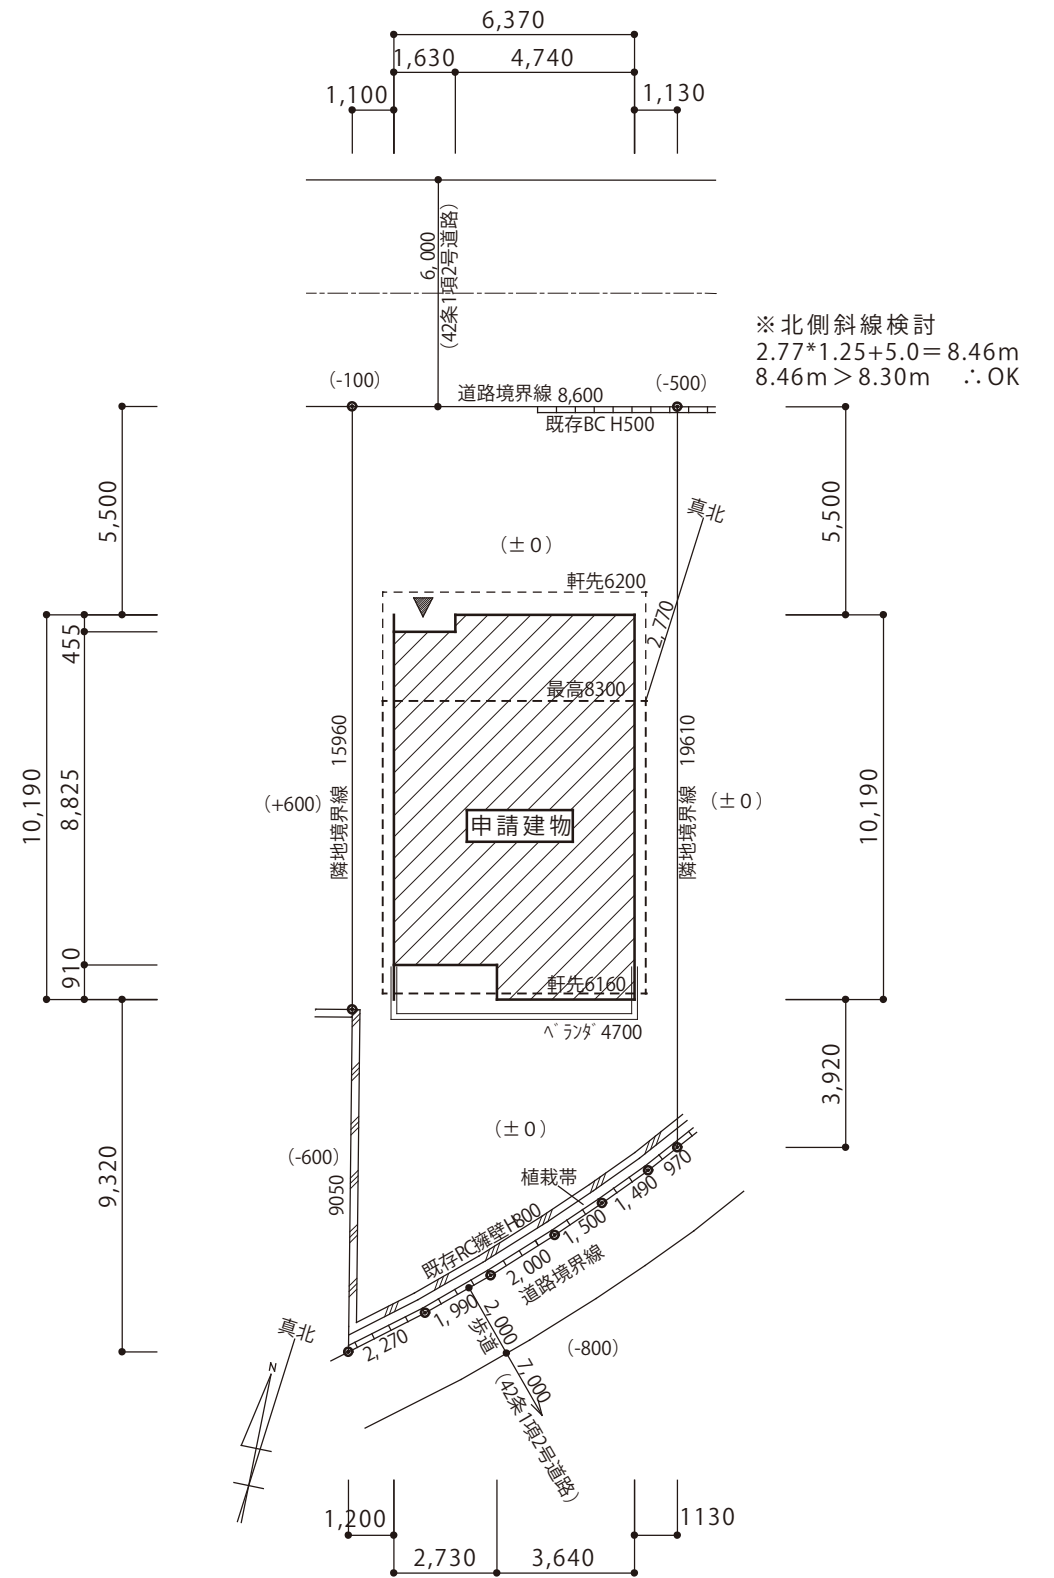 6,370
1,630
4,740
1,100
1,130
6,000
(42条1項2号道路)
※北側斜線検討
2.77*1.25+5.0＝8.46m
8.46m＞8.30m ∴OK
(-100)
道路境界線 8,600
(-500)
既存BC H500
5,500
5,500
真北
(±0)
軒先6200
2,770
455
最高8300
隣地境界線 15960
隣地境界線 19610
10,190
8,825
(+600)
(±0)
10,190
申請建物
910
軒先6160
ﾍﾞﾗﾝﾀﾞ4700
3,920
(±0)
9,320
(-600)
9050
植栽帯
970
1,490
1,500
既存RC擁壁H800
2,000
道路境界線
1,990
2,270
2,000
歩道
(-800)
7,000
(42条1項2号道路)
真北
N
1,200
1130
2,730
3,640